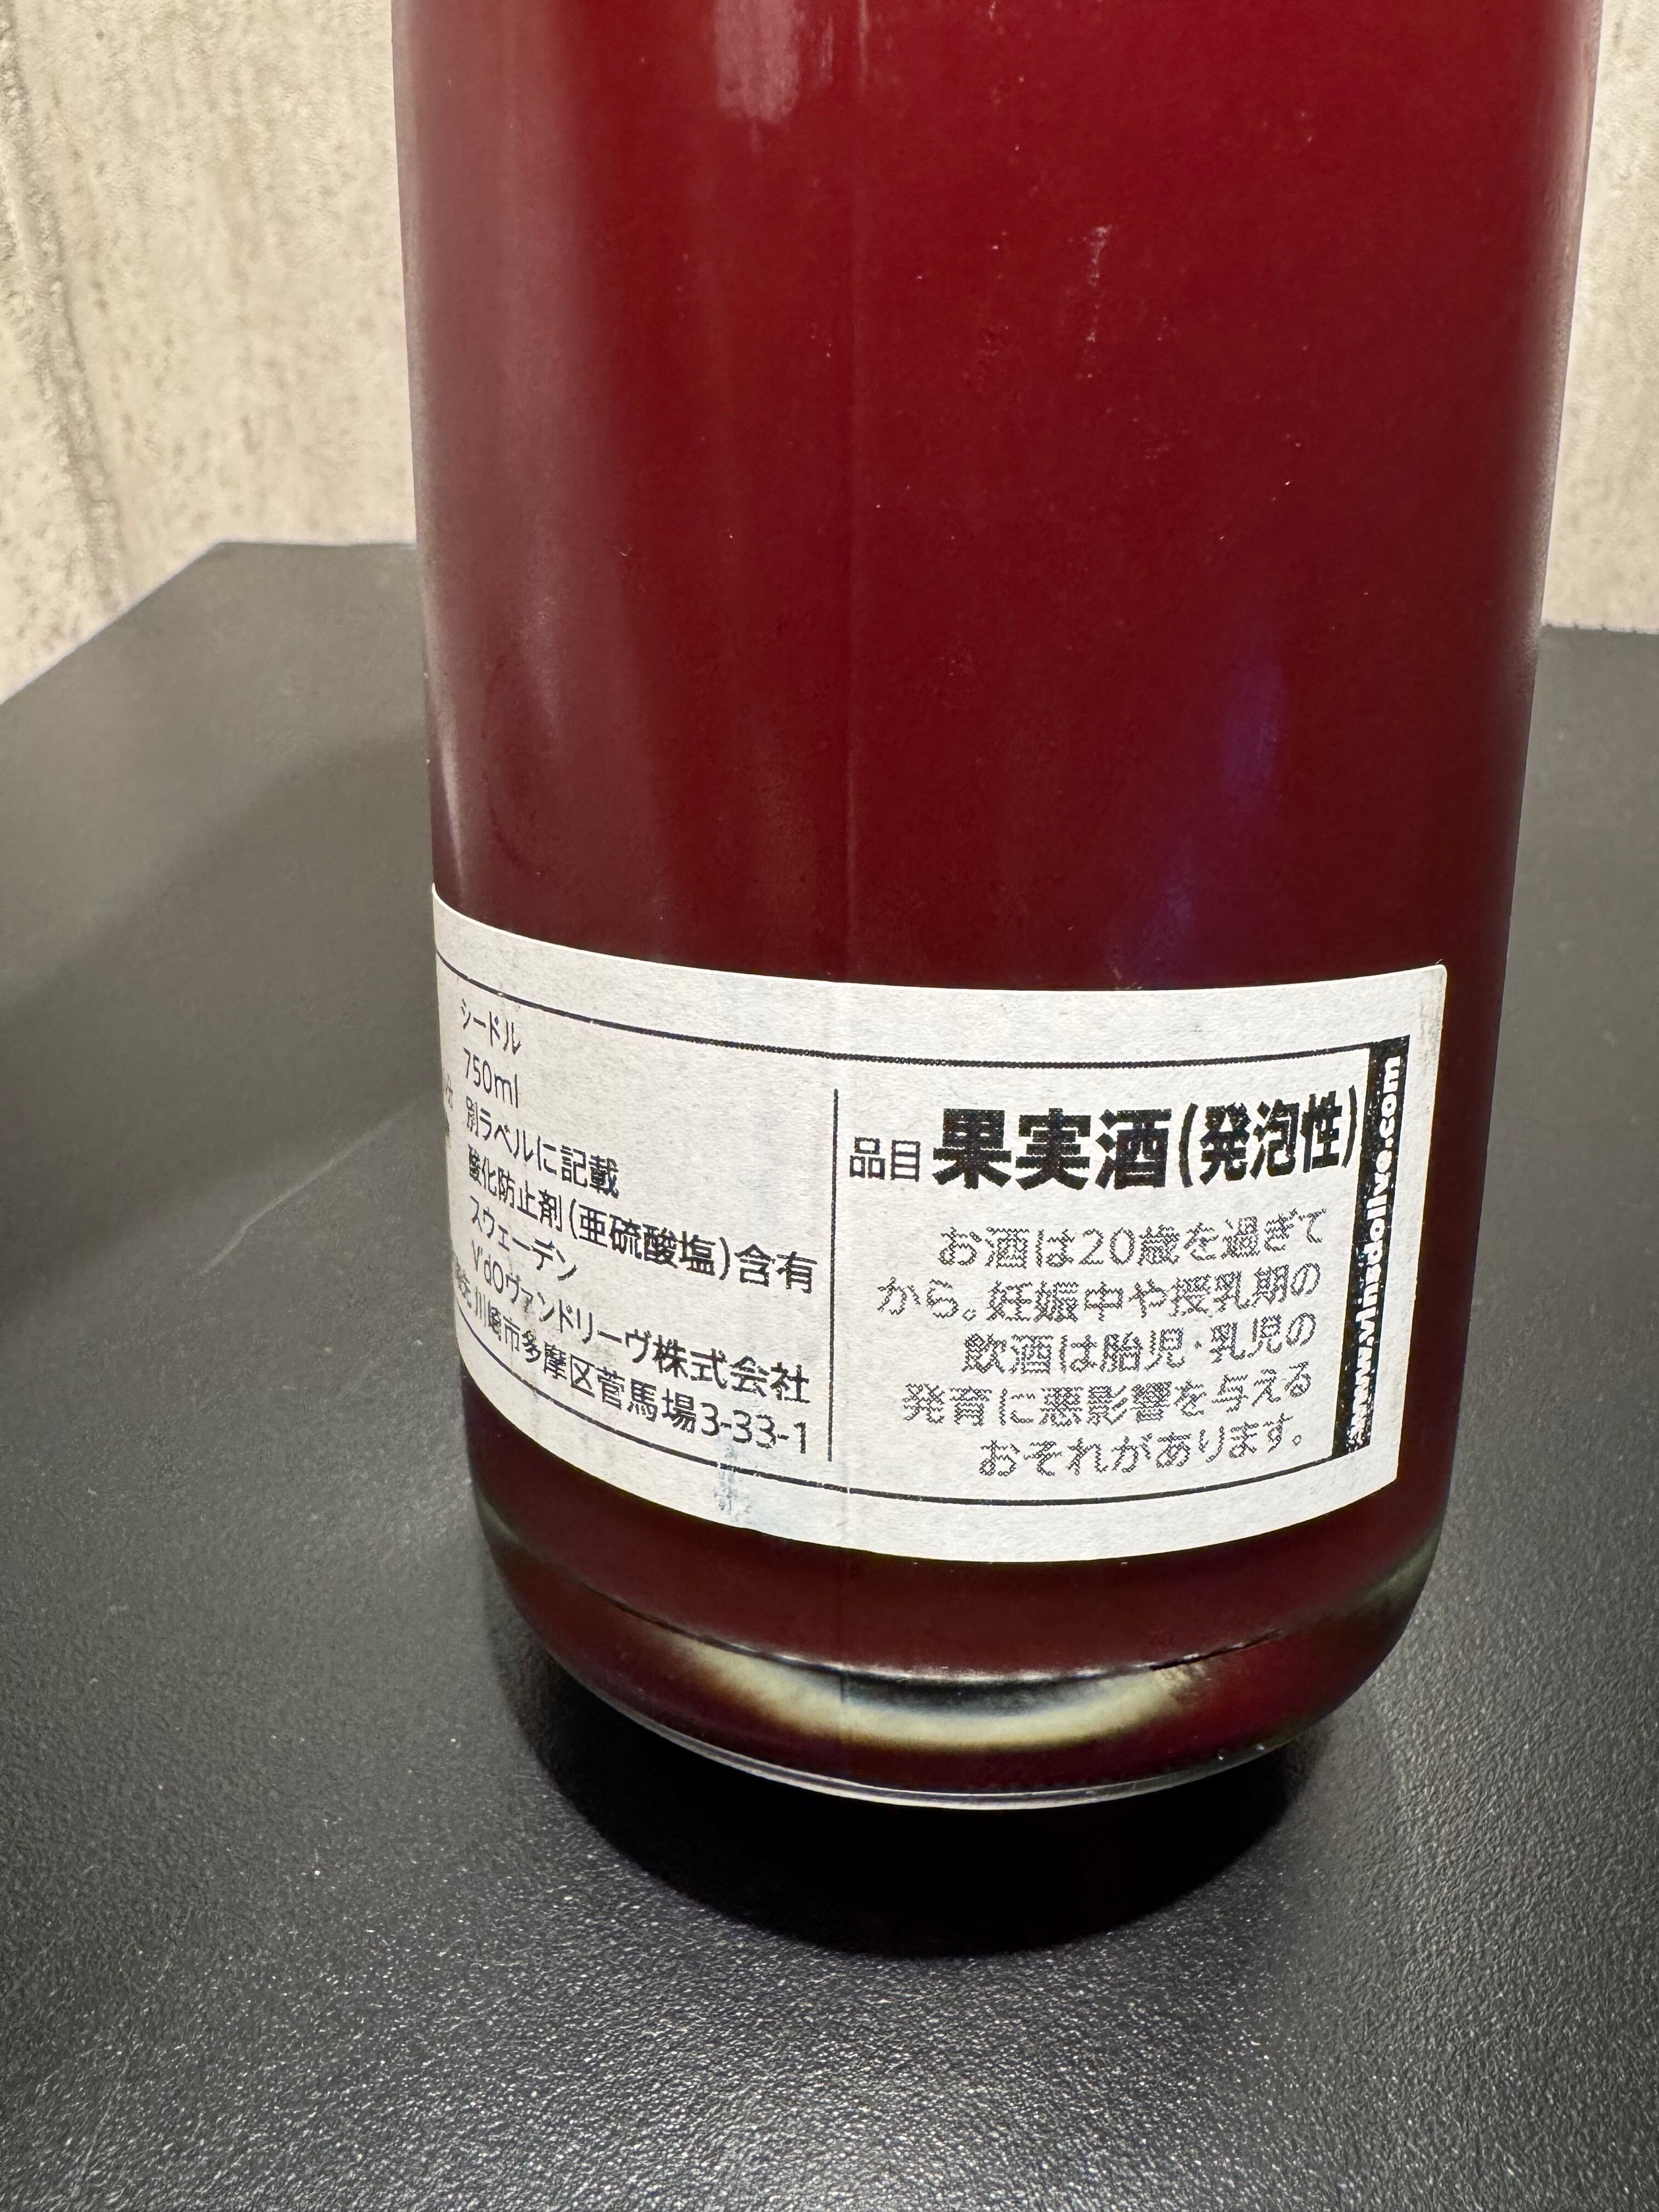 シードル
750ml
別ラベルに記載
酸化防止剤(亜硫酸塩)含有
スウェーデン
V'dOヴァンドリーヴ株式会社
川崎市多摩区菅馬場3-33-1
品目 果実酒(発泡性)
お酒は20歳を過ぎて
から。妊娠中や授乳期の
飲酒は胎児・乳児の
発育に悪影響を与える
おそれがあります。
www.vinsdolive.com